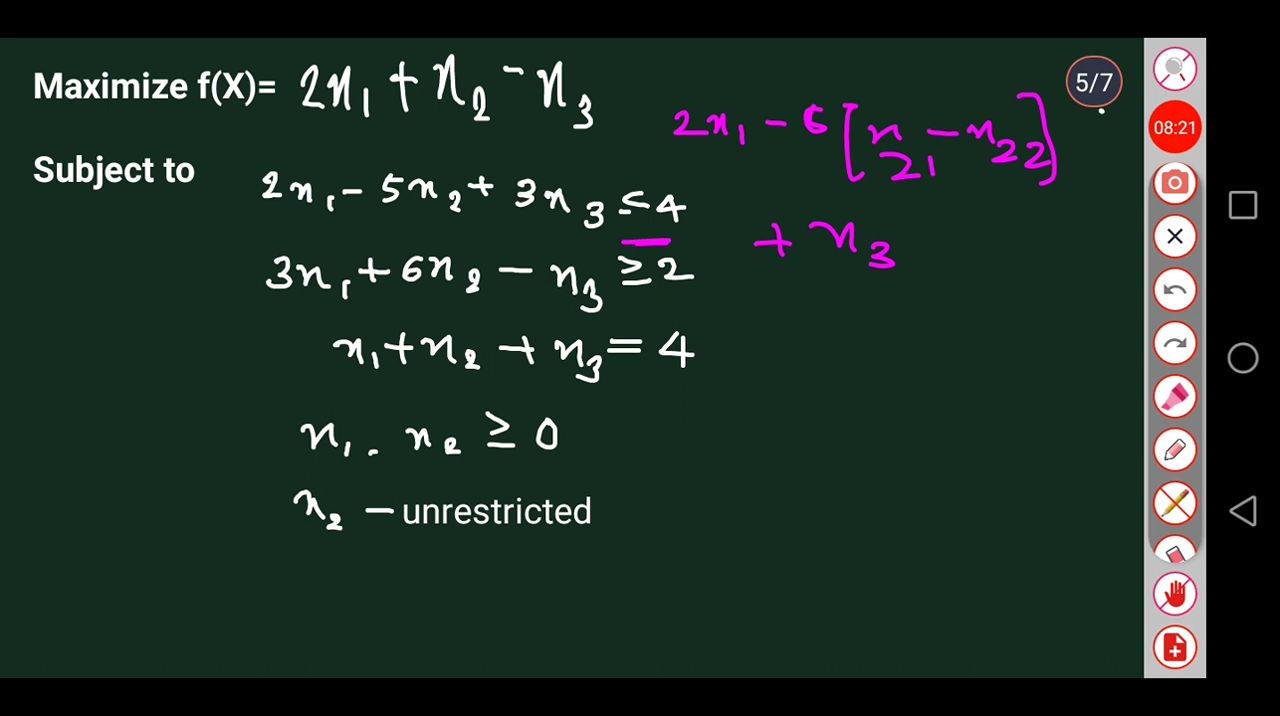 Maximize f(X)= 2x₁ + x₂ - x₃
5/7
08:21
2x₁ - 6[x₂₁ - x₂₂]
Subject to
2x₁ - 5x₂ + 3x₃ ≤ 4
+ x₃
3x₁ + 6x₂ - x₃ ≥ 2
x₁ + x₂ + x₃ = 4
x₁ . x₂ ≥ 0
x₂ - unrestricted